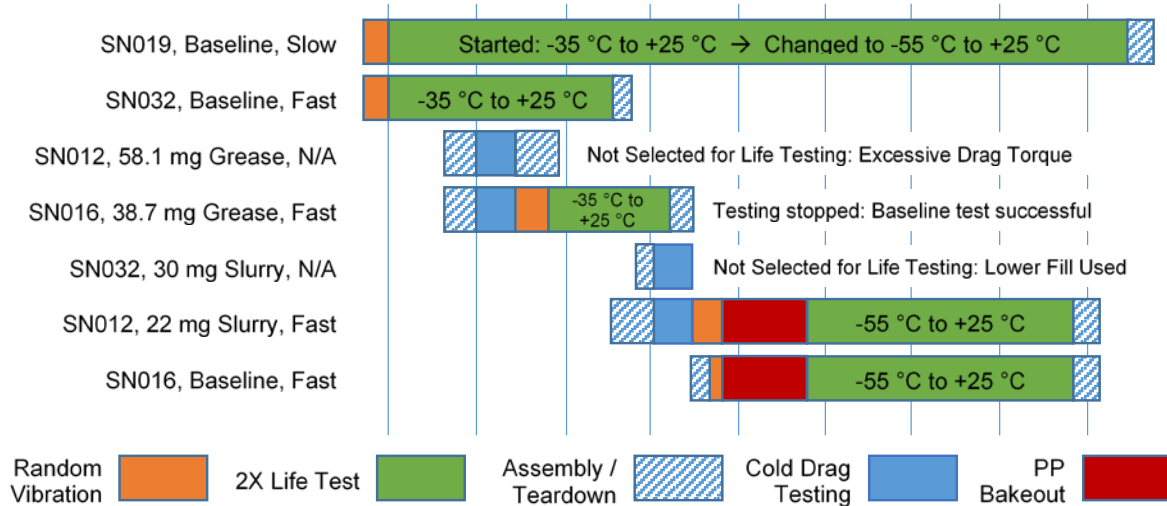 SN019, Baseline, Slow
Started: -35 °C to +25 °C → Changed to -55 °C to +25 °C
SN032, Baseline, Fast
-35 °C to +25 °C
SN012, 58.1 mg Grease, N/A
Not Selected for Life Testing: Excessive Drag Torque
SN016, 38.7 mg Grease, Fast
-35 °C to
+25 °C
Testing stopped: Baseline test successful
SN032, 30 mg Slurry, N/A
Not Selected for Life Testing: Lower Fill Used
SN012, 22 mg Slurry, Fast
-55 °C to +25 °C
SN016, Baseline, Fast
-55 °C to +25 °C
Random
Vibration
2X Life Test
Assembly /
Teardown
Cold Drag
Testing
PP
Bakeout